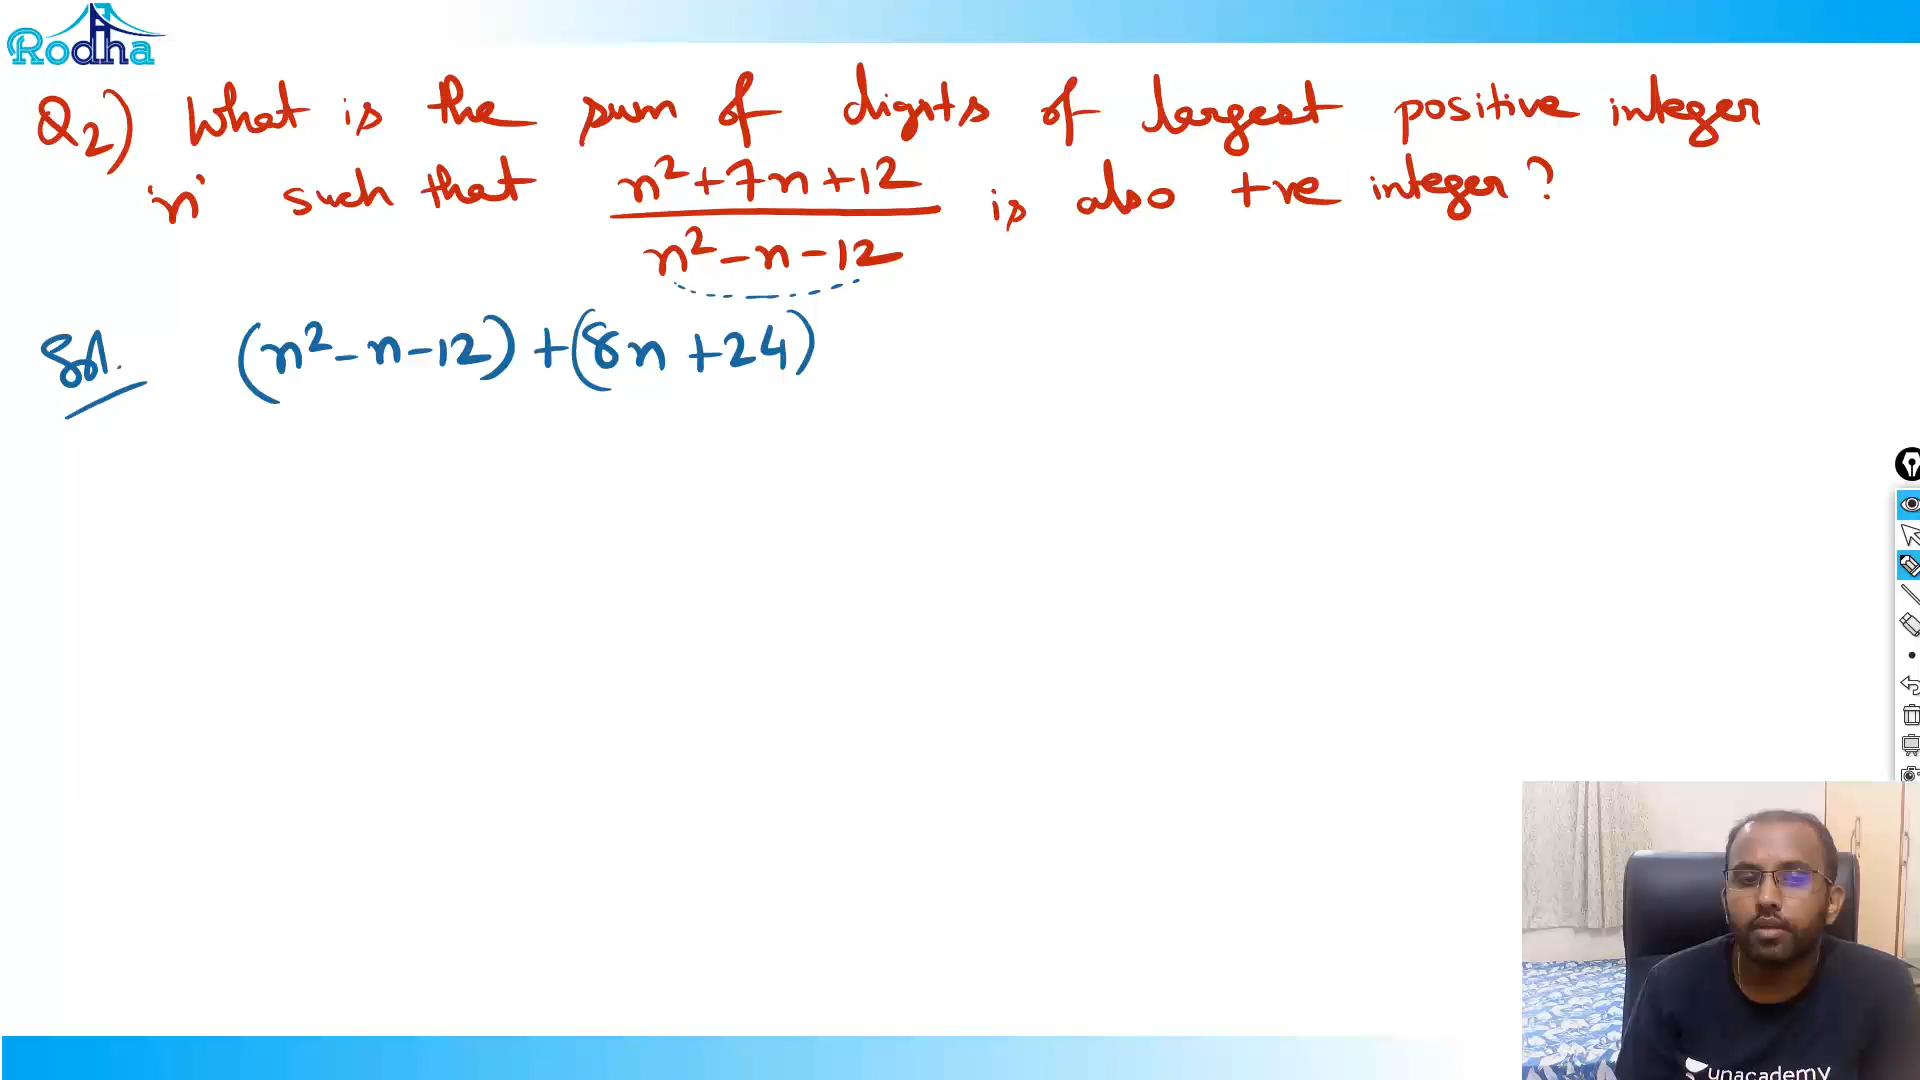 Rodha
Q2) What is the sum of digits of largest positive integer
'n' such that n²+7n+12 / n²-n-12 is also +ve integer?
Sol. (n²-n-12)+(8n+24)
unacademy